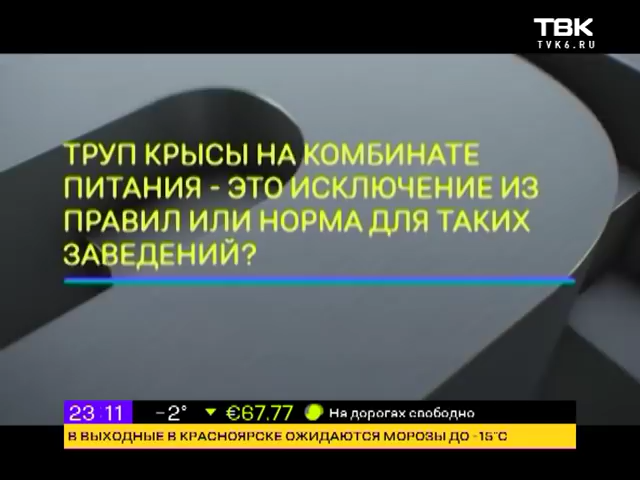 ТВК
TVK6.RU
ТРУП КРЫСЫ НА КОМБИНАТЕ
ПИТАНИЯ - ЭТО ИСКЛЮЧЕНИЕ ИЗ
ПРАВИЛ ИЛИ НОРМА ДЛЯ ТАКИХ
ЗАВЕДЕНИЙ?
23:11 -2° ▼ €67.77 На дорогах свободно
В ВЫХОДНЫЕ В КРАСНОЯРСКЕ ОЖИДАЮТСЯ МОРОЗЫ ДО -15°C